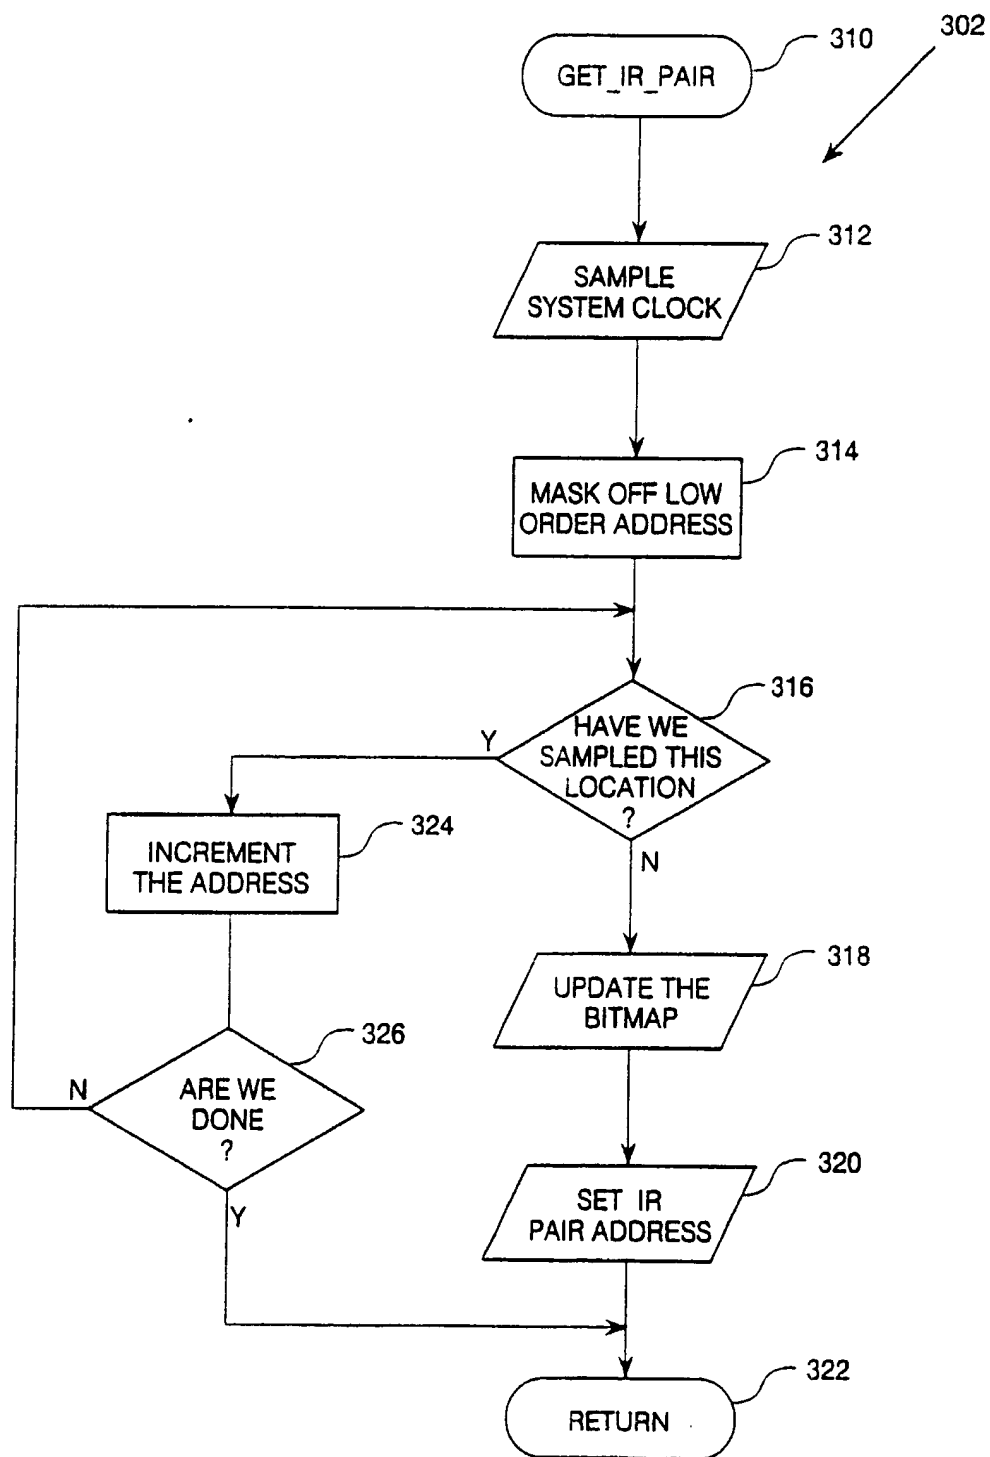 302
310
GET_IR_PAIR
312
SAMPLE
SYSTEM CLOCK
314
MASK OFF LOW
ORDER ADDRESS
316
HAVE WE
SAMPLED THIS
LOCATION
?
Y
N
324
INCREMENT
THE ADDRESS
318
UPDATE THE
BITMAP
326
ARE WE
DONE
?
N
Y
320
SET IR
PAIR ADDRESS
322
RETURN